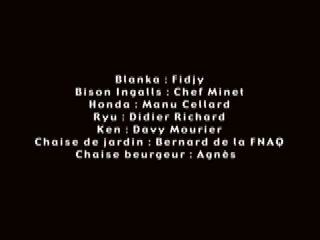 Blanka : Fidjy
Bison Ingalls : Chef Minet
Honda : Manu Cellard
Ryu : Didier Richard
Ken : Davy Mourier
Chaise de jardin : Bernard de la FNAQ
Chaise beurgeur : Agnès